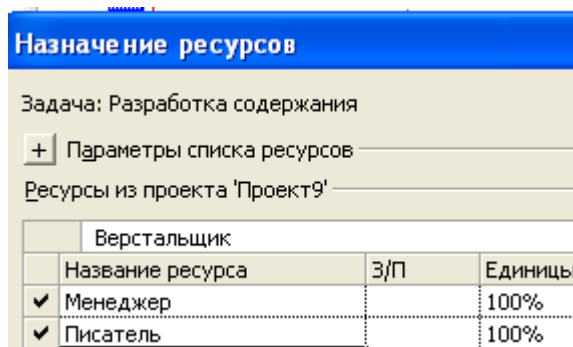 Назначение ресурсов
Задача: Разработка содержания
+ Параметры списка ресурсов
Ресурсы из проекта 'Проект9'
Верстальщик
Название ресурса З/П Единицы
Менеджер 100%
Писатель 100%